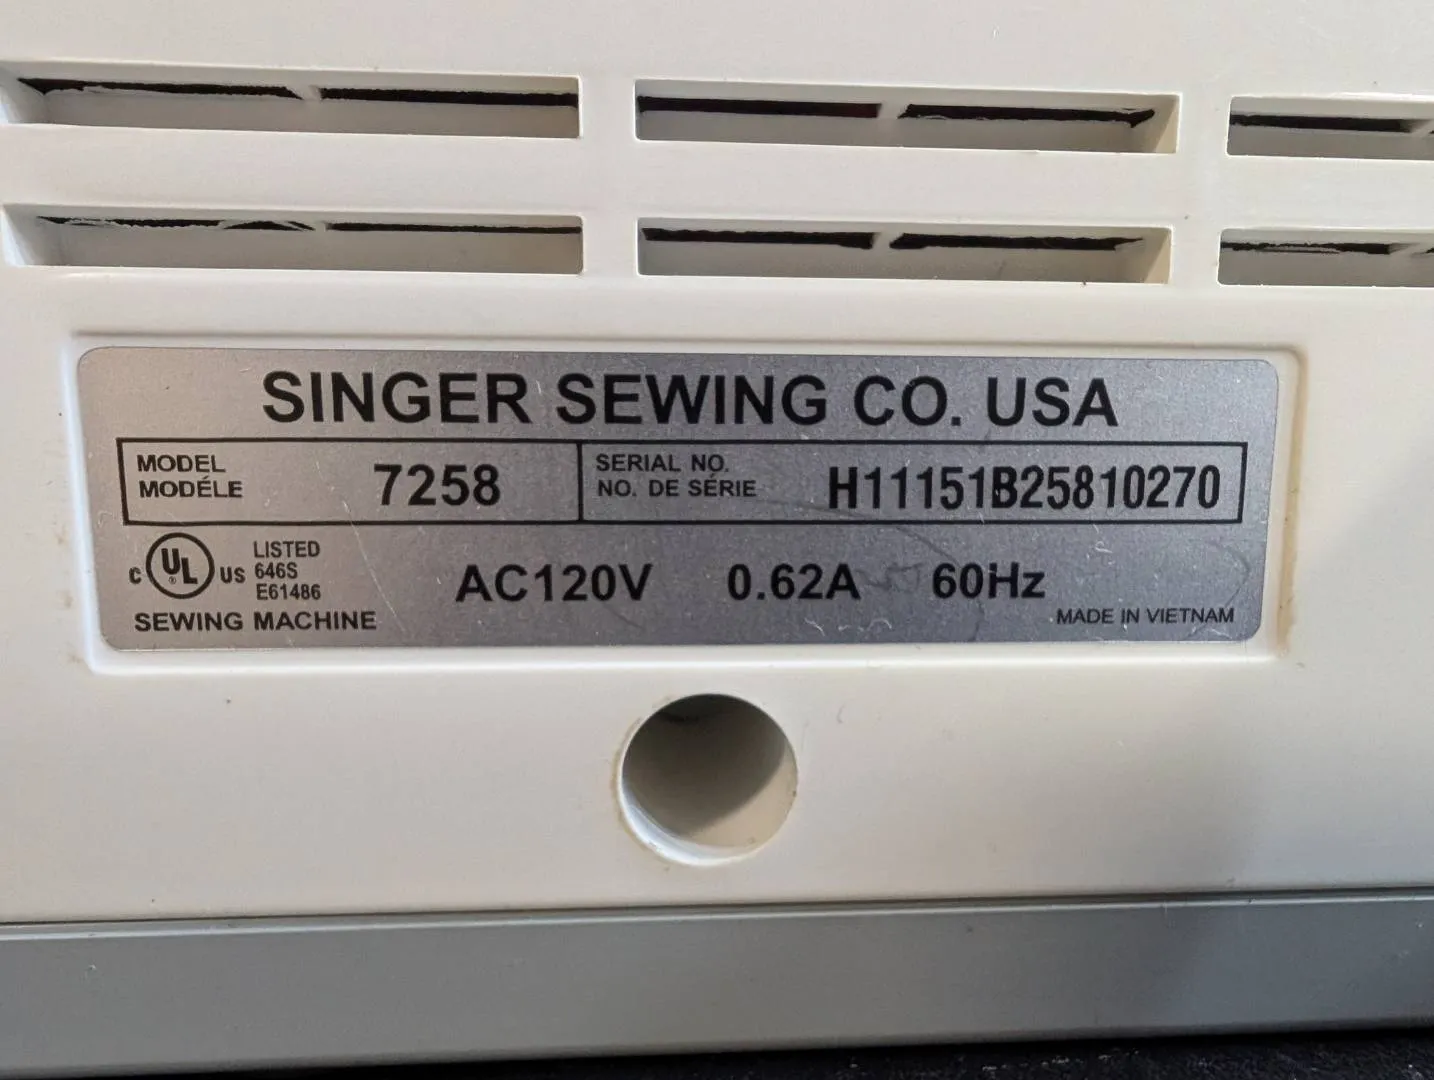 SINGER SEWING CO. USA
MODEL
MODÉLE
7258
SERIAL NO.
NO. DE SÉRIE
H11151B25810270
C UL ® US
LISTED
646S
E61486
SEWING MACHINE
AC120V 0.62A 60Hz
MADE IN VIETNAM